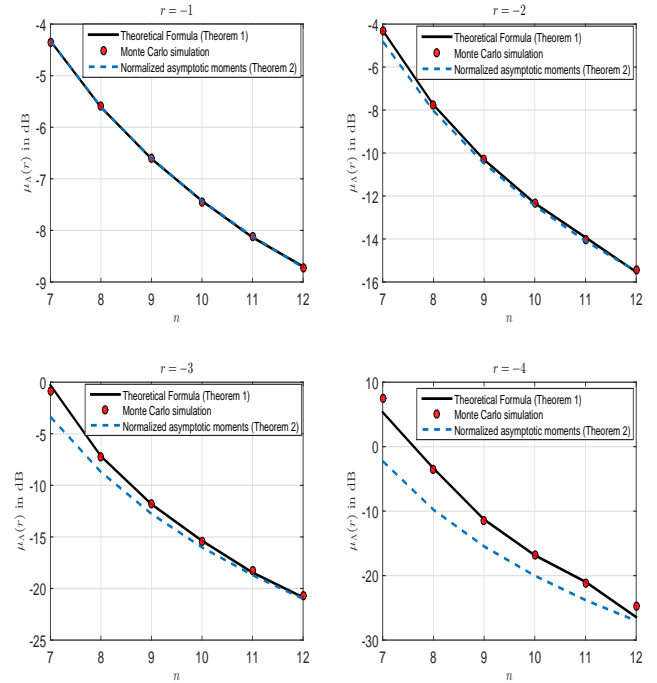 r = −1
-4
-5
-6
-7
-8
-9
μΛ(r) in dB
Theoretical Formula (Theorem 1)
Monte Carlo simulation
Normalized asymptotic moments (Theorem 2)
7 8 9 10 11 12
n
r = −2
-4
-6
-8
-10
-12
-14
-16
μΛ(r) in dB
Theoretical Formula (Theorem 1)
Monte Carlo simulation
Normalized asymptotic moments (Theorem 2)
7 8 9 10 11 12
n
r = −3
0
-5
-10
-15
-20
-25
μΛ(r) in dB
Theoretical Formula (Theorem 1)
Monte Carlo simulation
Normalized asymptotic moments (Theorem 2)
7 8 9 10 11 12
n
r = −4
10
0
-10
-20
-30
μΛ(r) in dB
Theoretical Formula (Theorem 1)
Monte Carlo simulation
Normalized asymptotic moments (Theorem 2)
7 8 9 10 11 12
n